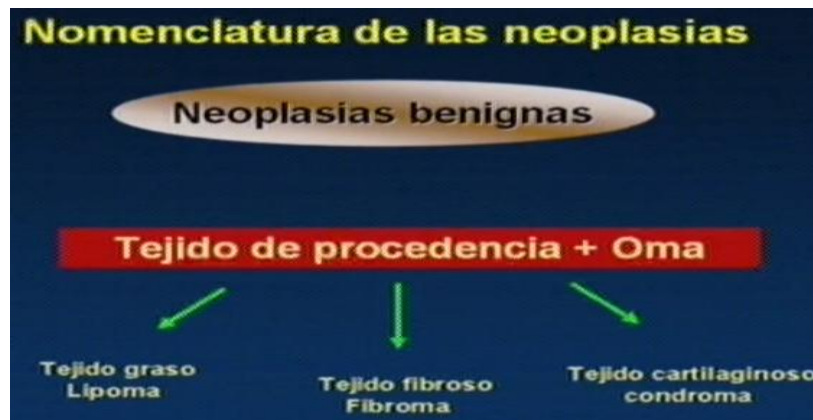 Nomenclatura de las neoplasias
Neoplasias benignas
Tejido de procedencia + Oma
Tejido graso
Lipoma
Tejido fibroso
Fibroma
Tejido cartilaginoso
condroma